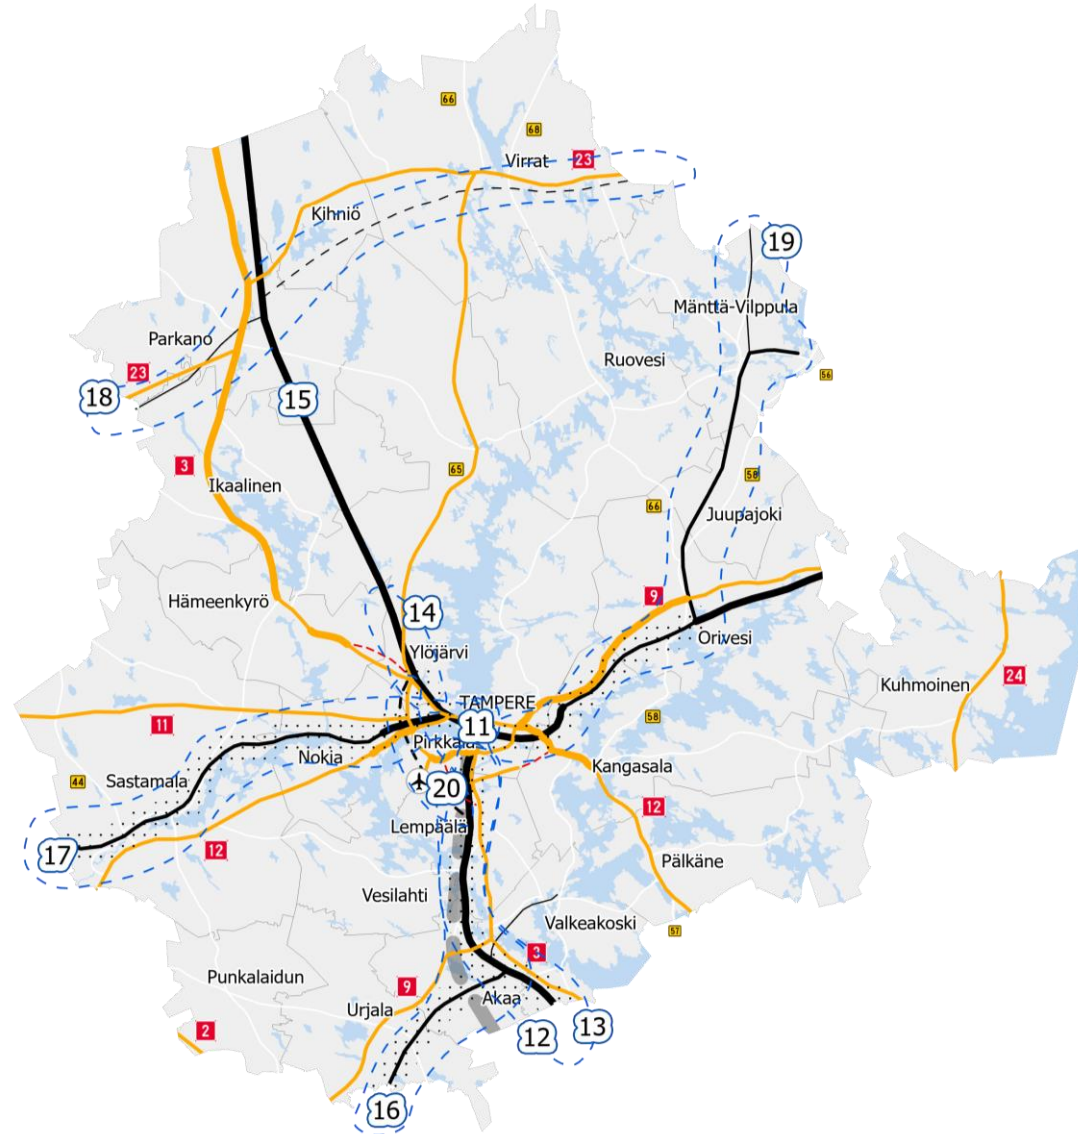 66
68
Virrat
23
Kihniö
19
Mänttä-Vilppula
Parkano
Ruovesi
23
56
18
15
3
65
58
Ikaalinen
66
Juupajoki
9
Hämeenkyrö
14
Orivesi
Ylöjärvi
24
Kuhmoinen
TAMPERE
58
11
11
Pirkkala
Nokia
Kangasala
44
Sastamala
20
12
Lempäälä
17
12
Pälkäne
Vesilahti
Valkeakoski
57
3
Punkalaidun
9
Akaa
Urjala
2
12
13
16